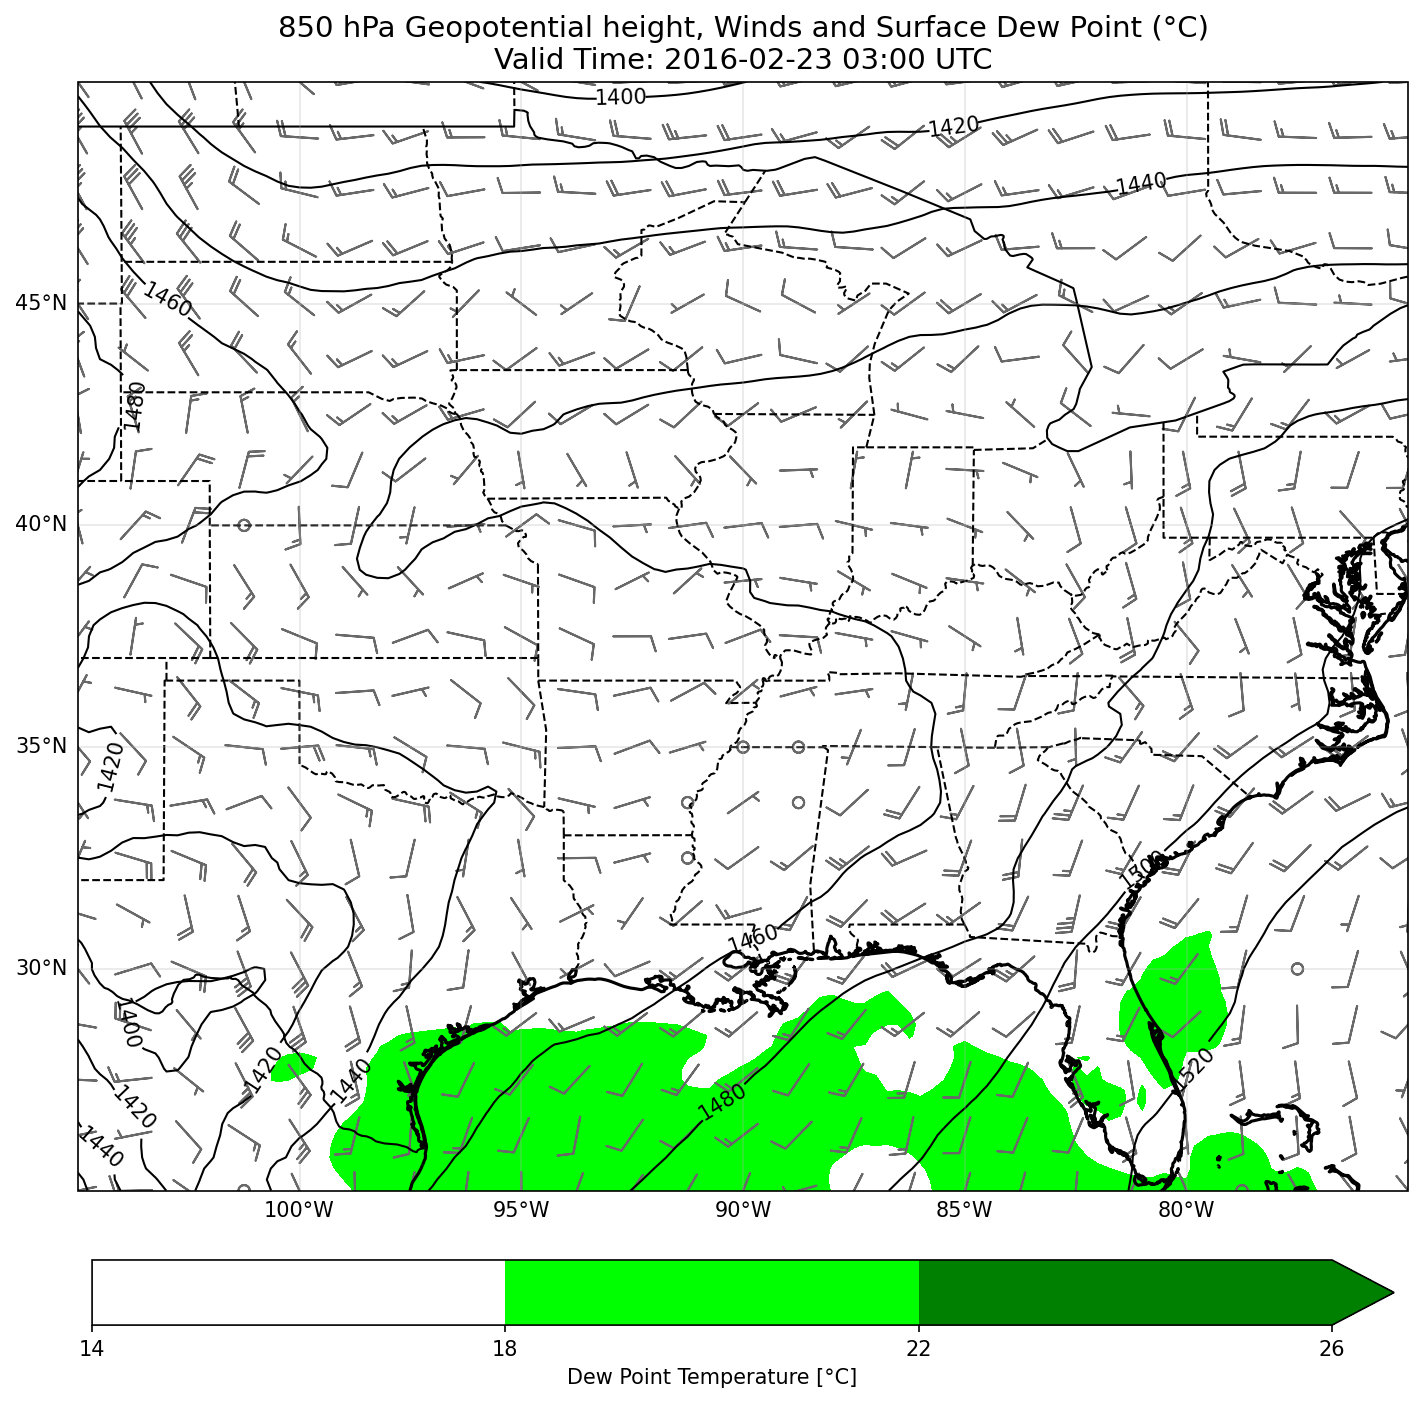 850 hPa Geopotential height, Winds and Surface Dew Point (°C)
Valid Time: 2016-02-23 03:00 UTC
1400
1420
1440
45°N
1460
1480
40°N
35°N
1420
1500
1460
30°N
1400
1420
1440
1420
1440
1480
1520
100°W 95°W 90°W 85°W 80°W
14 18 22 26
Dew Point Temperature [°C]